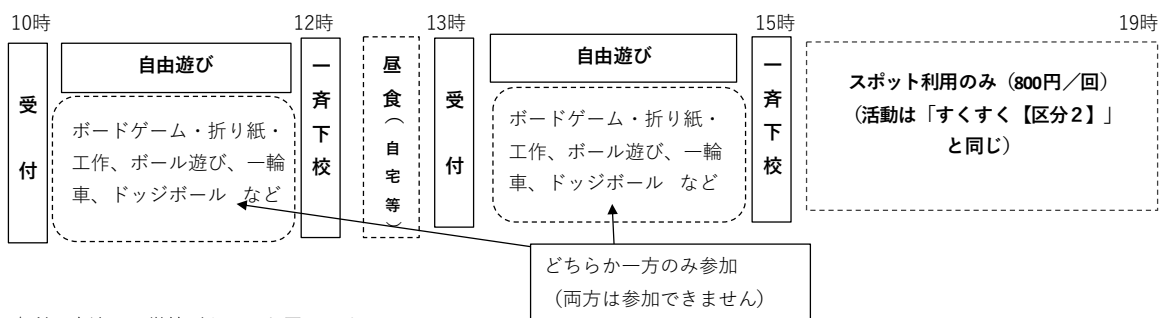 10時
12時
13時
15時
19時
受付
自由遊び
ボードゲーム・折り紙・
工作、ボール遊び、一輪
車、ドッジボール など
一斉下校
昼食(自宅等)
受付
自由遊び
ボードゲーム・折り紙・
工作、ボール遊び、一輪
車、ドッジボール など
一斉下校
スポット利用のみ(800円/回)
(活動は「すくすく【区分2】」
と同じ)
どちらか一方のみ参加
(両方は参加できません)